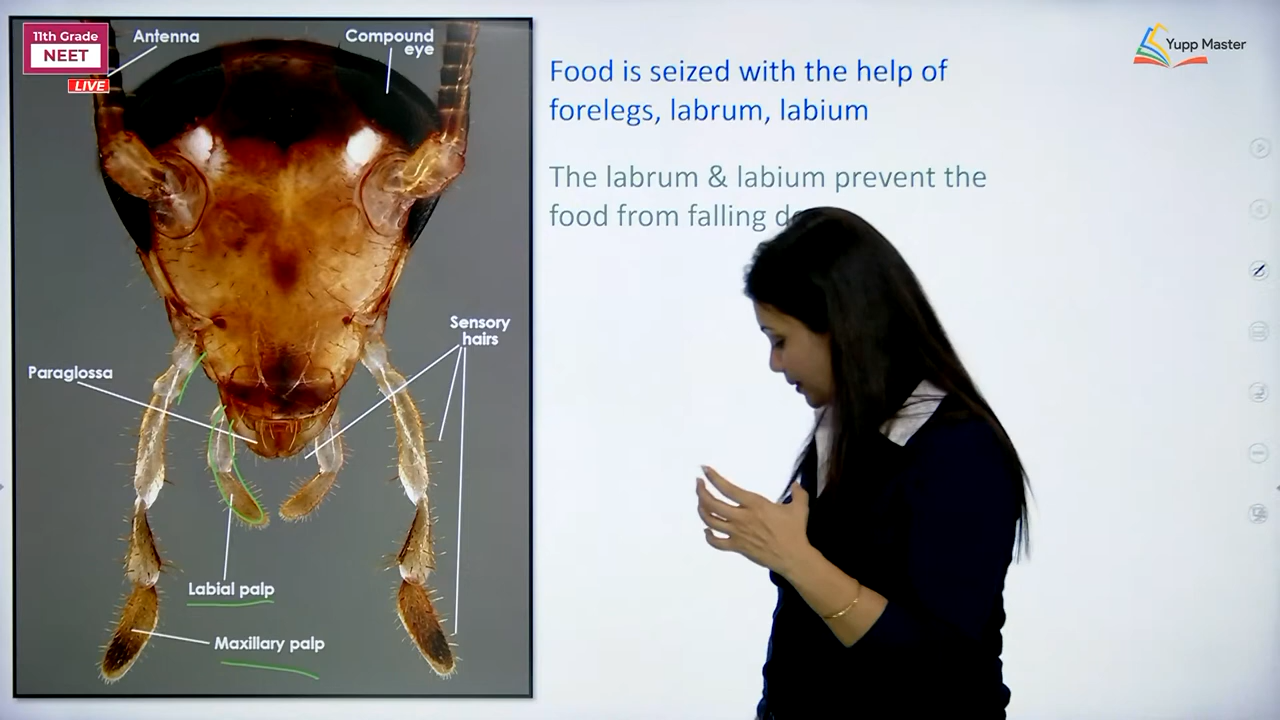 11th Grade
NEET
LIVE
Antenna
Compound
eye
Sensory
hairs
Paraglossa
Labial palp
Maxillary palp
Food is seized with the help of
forelegs, labrum, labium
The labrum & labium prevent the
food from falling
Yupp Master